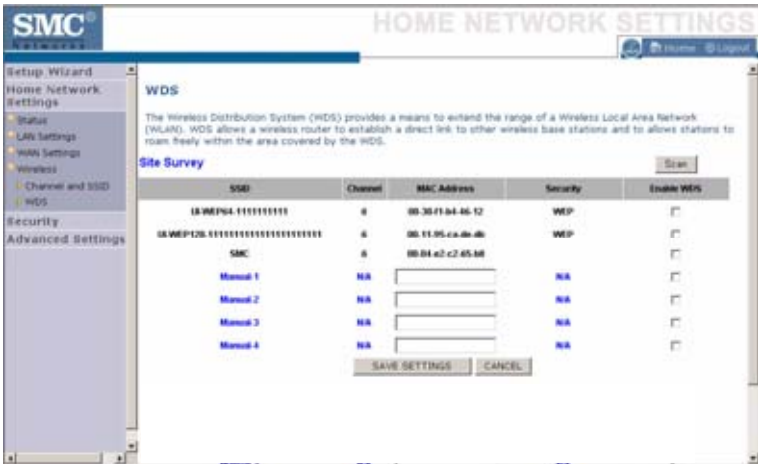 SMC®
Networks
HOME NETWORK SETTINGS
Home Logout
Setup Wizard
Home Network
Settings
Status
LAN Settings
WAN Settings
Wireless
Channel and SSID
WDS
Security
Advanced Settings
WDS
The Wireless Distribution System (WDS) provides a means to extend the range of a Wireless Local Area Network
(WLAN). WDS allows a wireless router to establish a direct link to other wireless base stations and to allows stations to
roam freely within the area covered by the WDS.
Site Survey
Scan
SSID Channel MAC Address Security Enable WDS
6 WEP
6 WEP
SMC 6
Manual-1 N/A N/A
Manual-2 N/A N/A
Manual-3 N/A N/A
Manual-4 N/A N/A
SAVE SETTINGS CANCEL